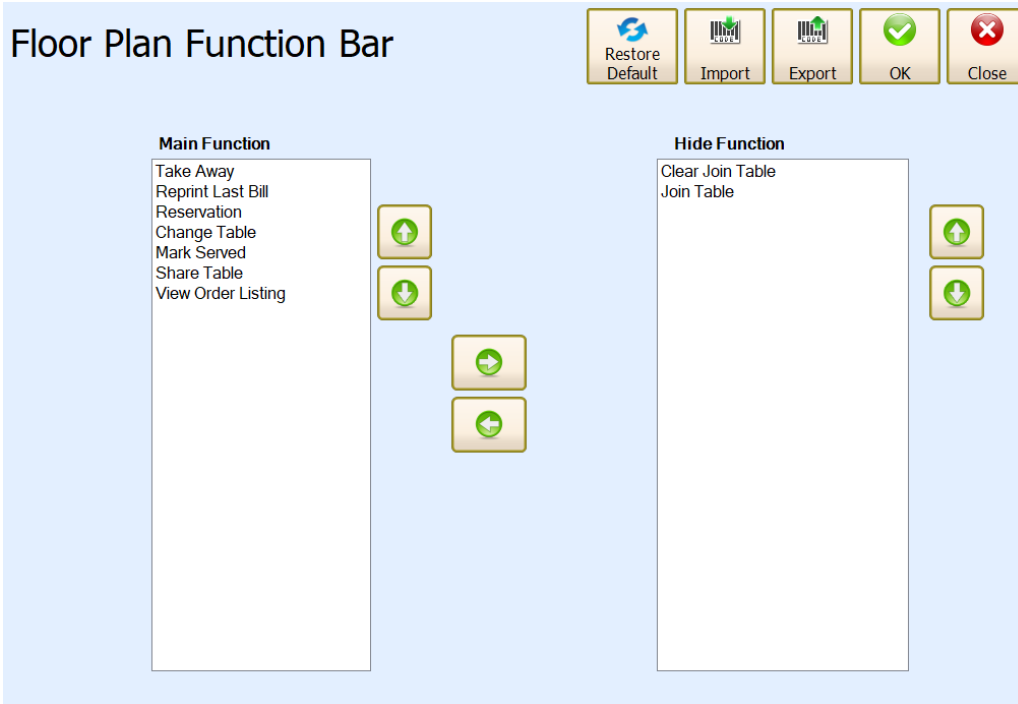 Floor Plan Function Bar
Restore
Default
Import
Export
OK
Close
Main Function
Take Away
Reprint Last Bill
Reservation
Change Table
Mark Served
Share Table
View Order Listing
Hide Function
Clear Join Table
Join Table